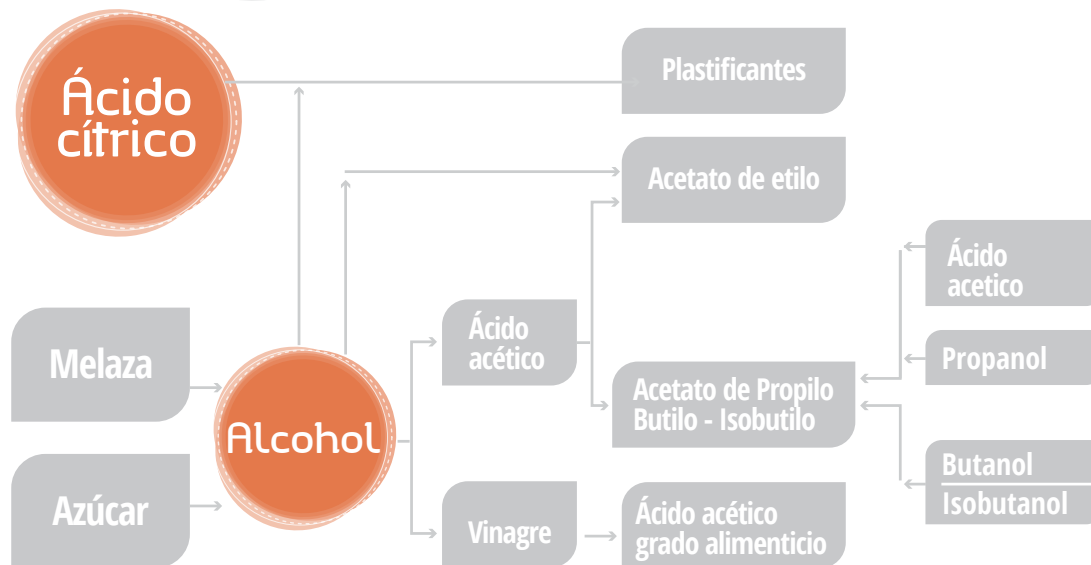 Ácido
cítrico
Plastificantes
Acetato de etilo
Ácido
acetico
Melaza
Ácido
acético
Propanol
Acetato de Propilo
Butilo - Isobutilo
Alcohol
Butanol
Isobutanol
Azúcar
Vinagre
Ácido acético
grado alimenticio